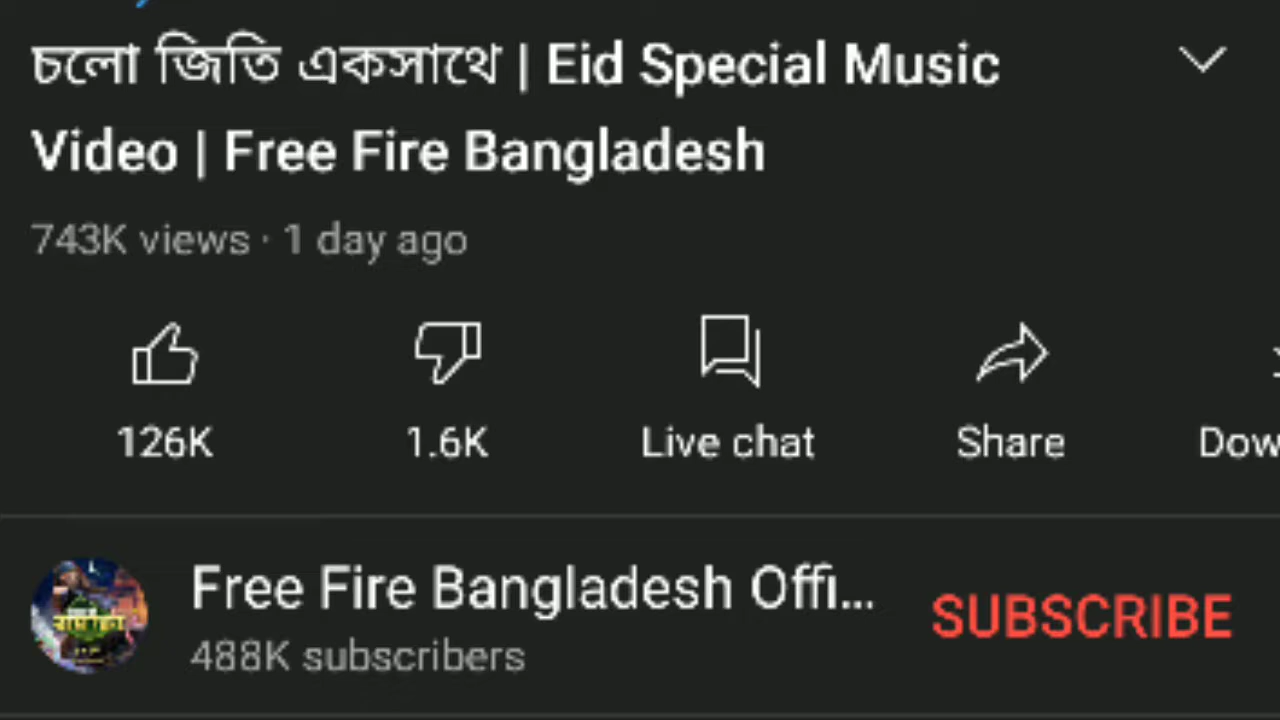 চলো জিতি একসাথে | Eid Special Music
Video | Free Fire Bangladesh
743K views · 1 day ago
126K
1.6K
Live chat
Share
Dow
Free Fire Bangladesh Offi...
488K subscribers
SUBSCRIBE